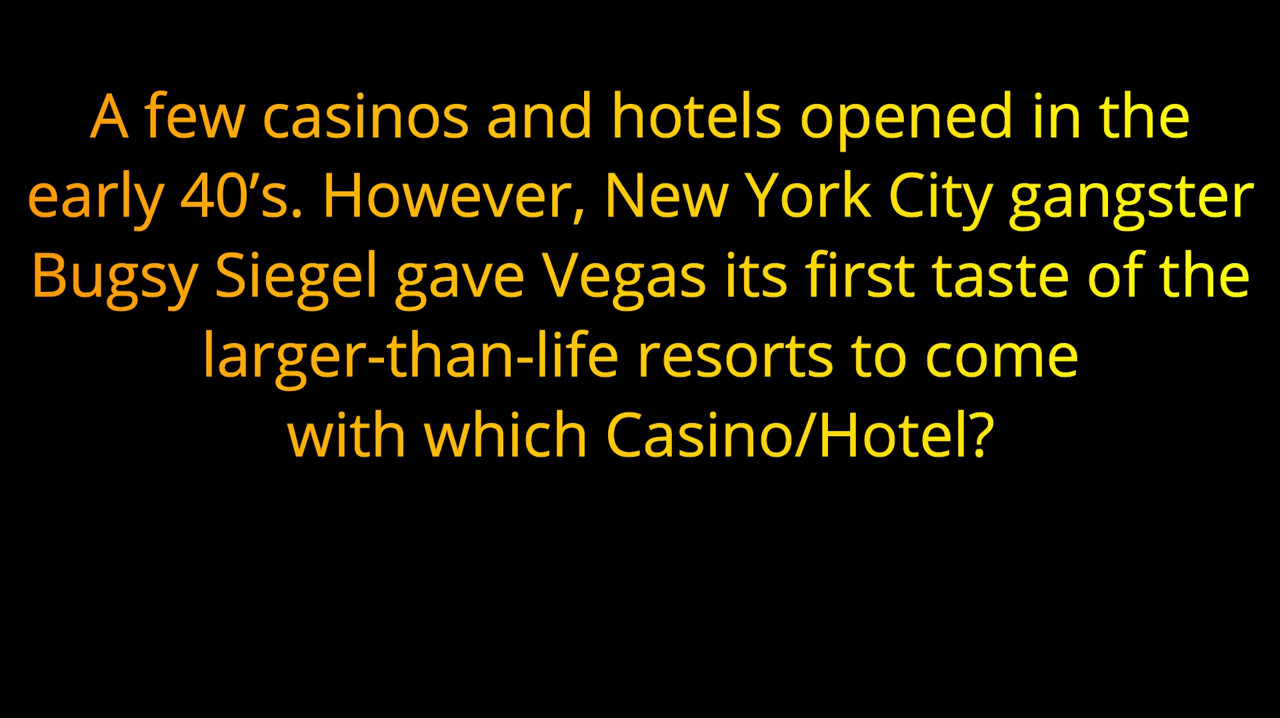 A few casinos and hotels opened in the
early 40’s. However, New York City gangster
Bugsy Siegel gave Vegas its first taste of the
larger-than-life resorts to come
with which Casino/Hotel?